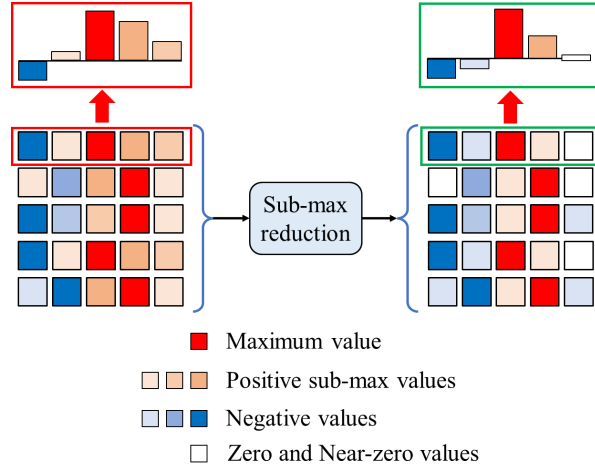 Sub-max
reduction
Maximum value
Positive sub-max values
Negative values
Zero and Near-zero values